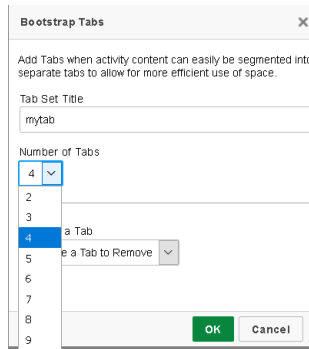 Bootstrap Tabs
Add Tabs when activity content can easily be segmented into
separate tabs to allow for more efficient use of space.
Tab Set Title
mytab
Number of Tabs
4
2
3
4
a Tab
5
e a Tab to Remove
6
7
8
9
OK Cancel